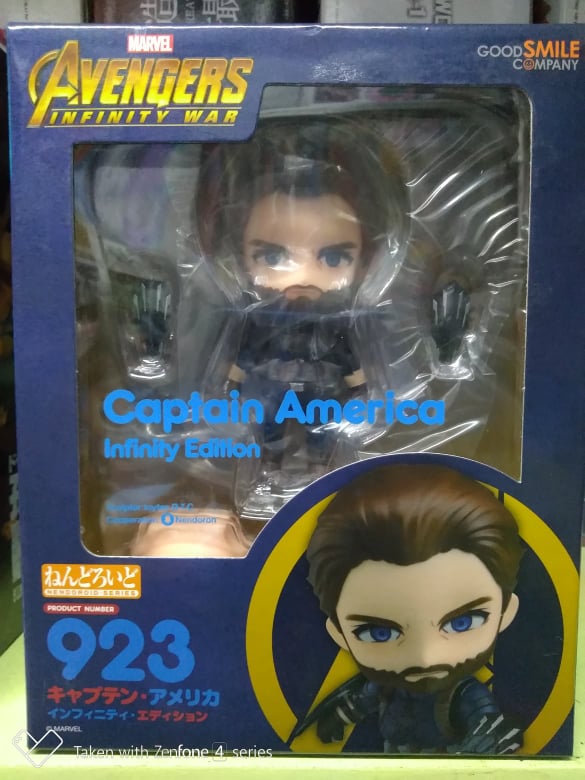 MARVEL
AVENGERS
INFINITY WAR
GOOD SMILE
COMPANY
Captain America
Infinity Edition
Nendoron
ねんどろいど
NENDOROID-SERIES
PRODUCT NUMBER
923
キャプテン・アメリカ
インフィニティ・エディション
© MARVEL
Taken with Zenfone 4 series